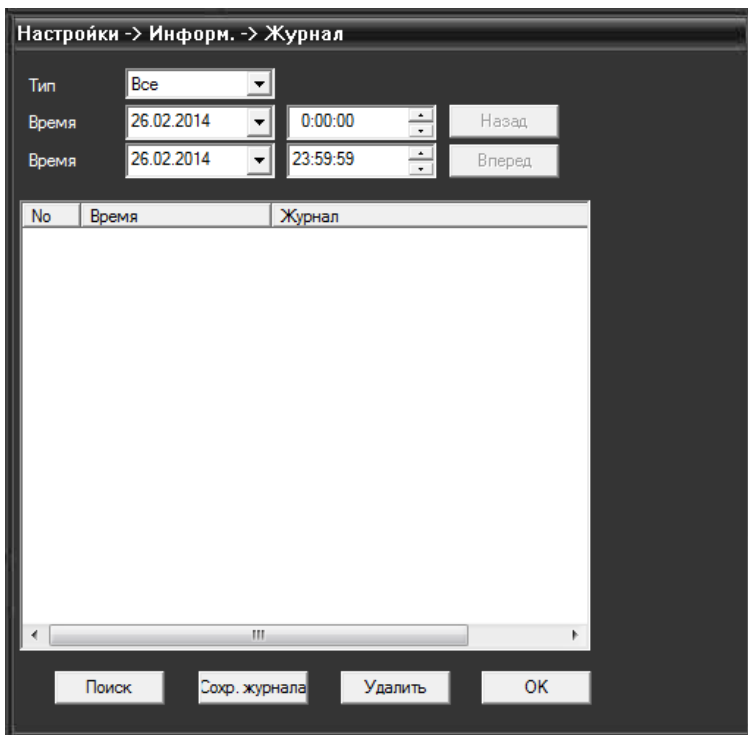 Настройки -> Информ. -> Журнал
Тип Все
Время 26.02.2014 0:00:00 Назад
Время 26.02.2014 23:59:59 Вперед
No Время Журнал
Поиск Сохр. журнала Удалить OK